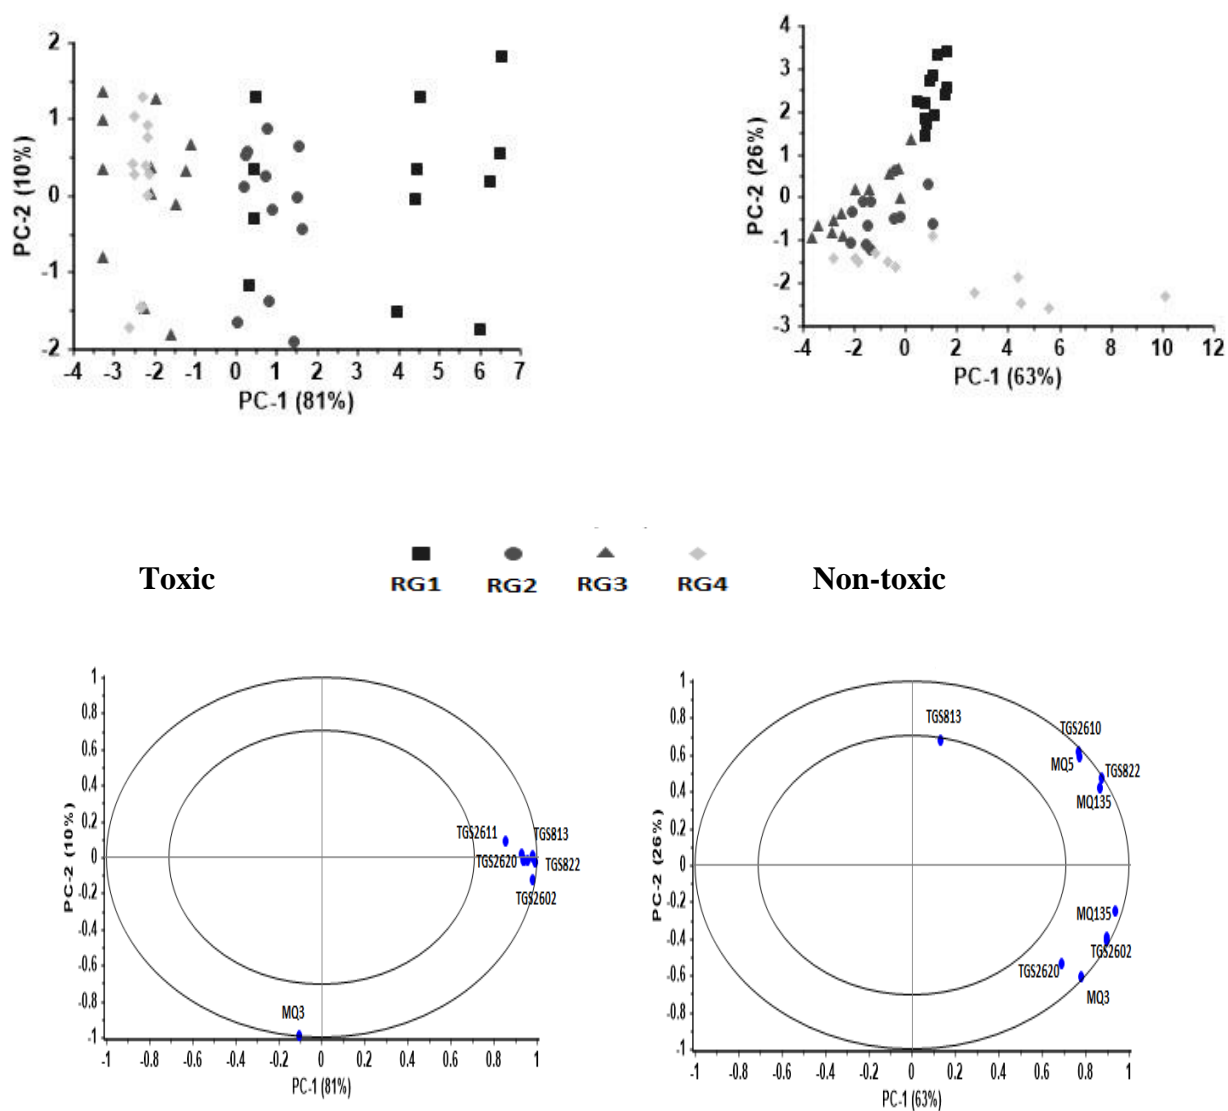 2
1
0
-1
-2
PC-2 (10%)
-4 -3 -2 -1 0 1 2 3 4 5 6 7
PC-1 (81%)
4
3
2
1
0
-1
-2
-3
PC-2 (26%)
-4 -2 0 2 4 6 8 10 12
PC-1 (63%)
Toxic
RG1 RG2 RG3 RG4
Non-toxic
1
0.8
0.6
0.4
0.2
0
-0.2
-0.4
-0.6
-0.8
-1
PC-2 (10%)
TGS2611
TGS813
TGS2620
TGS822
TGS2602
MQ3
-1 -0.8 -0.6 -0.4 -0.2 0 0.2 0.4 0.6 0.8 1
PC-1 (81%)
1
0.8
0.6
0.4
0.2
0
-0.2
-0.4
-0.6
-0.8
-1
PC-2 (26%)
TGS813
TGS2610
MQ5
TGS822
MQ135
MQ135
TGS2602
TGS2620
MQ3
-1 -0.8 -0.6 -0.4 -0.2 0 0.2 0.4 0.6 0.8 1
PC-1 (63%)